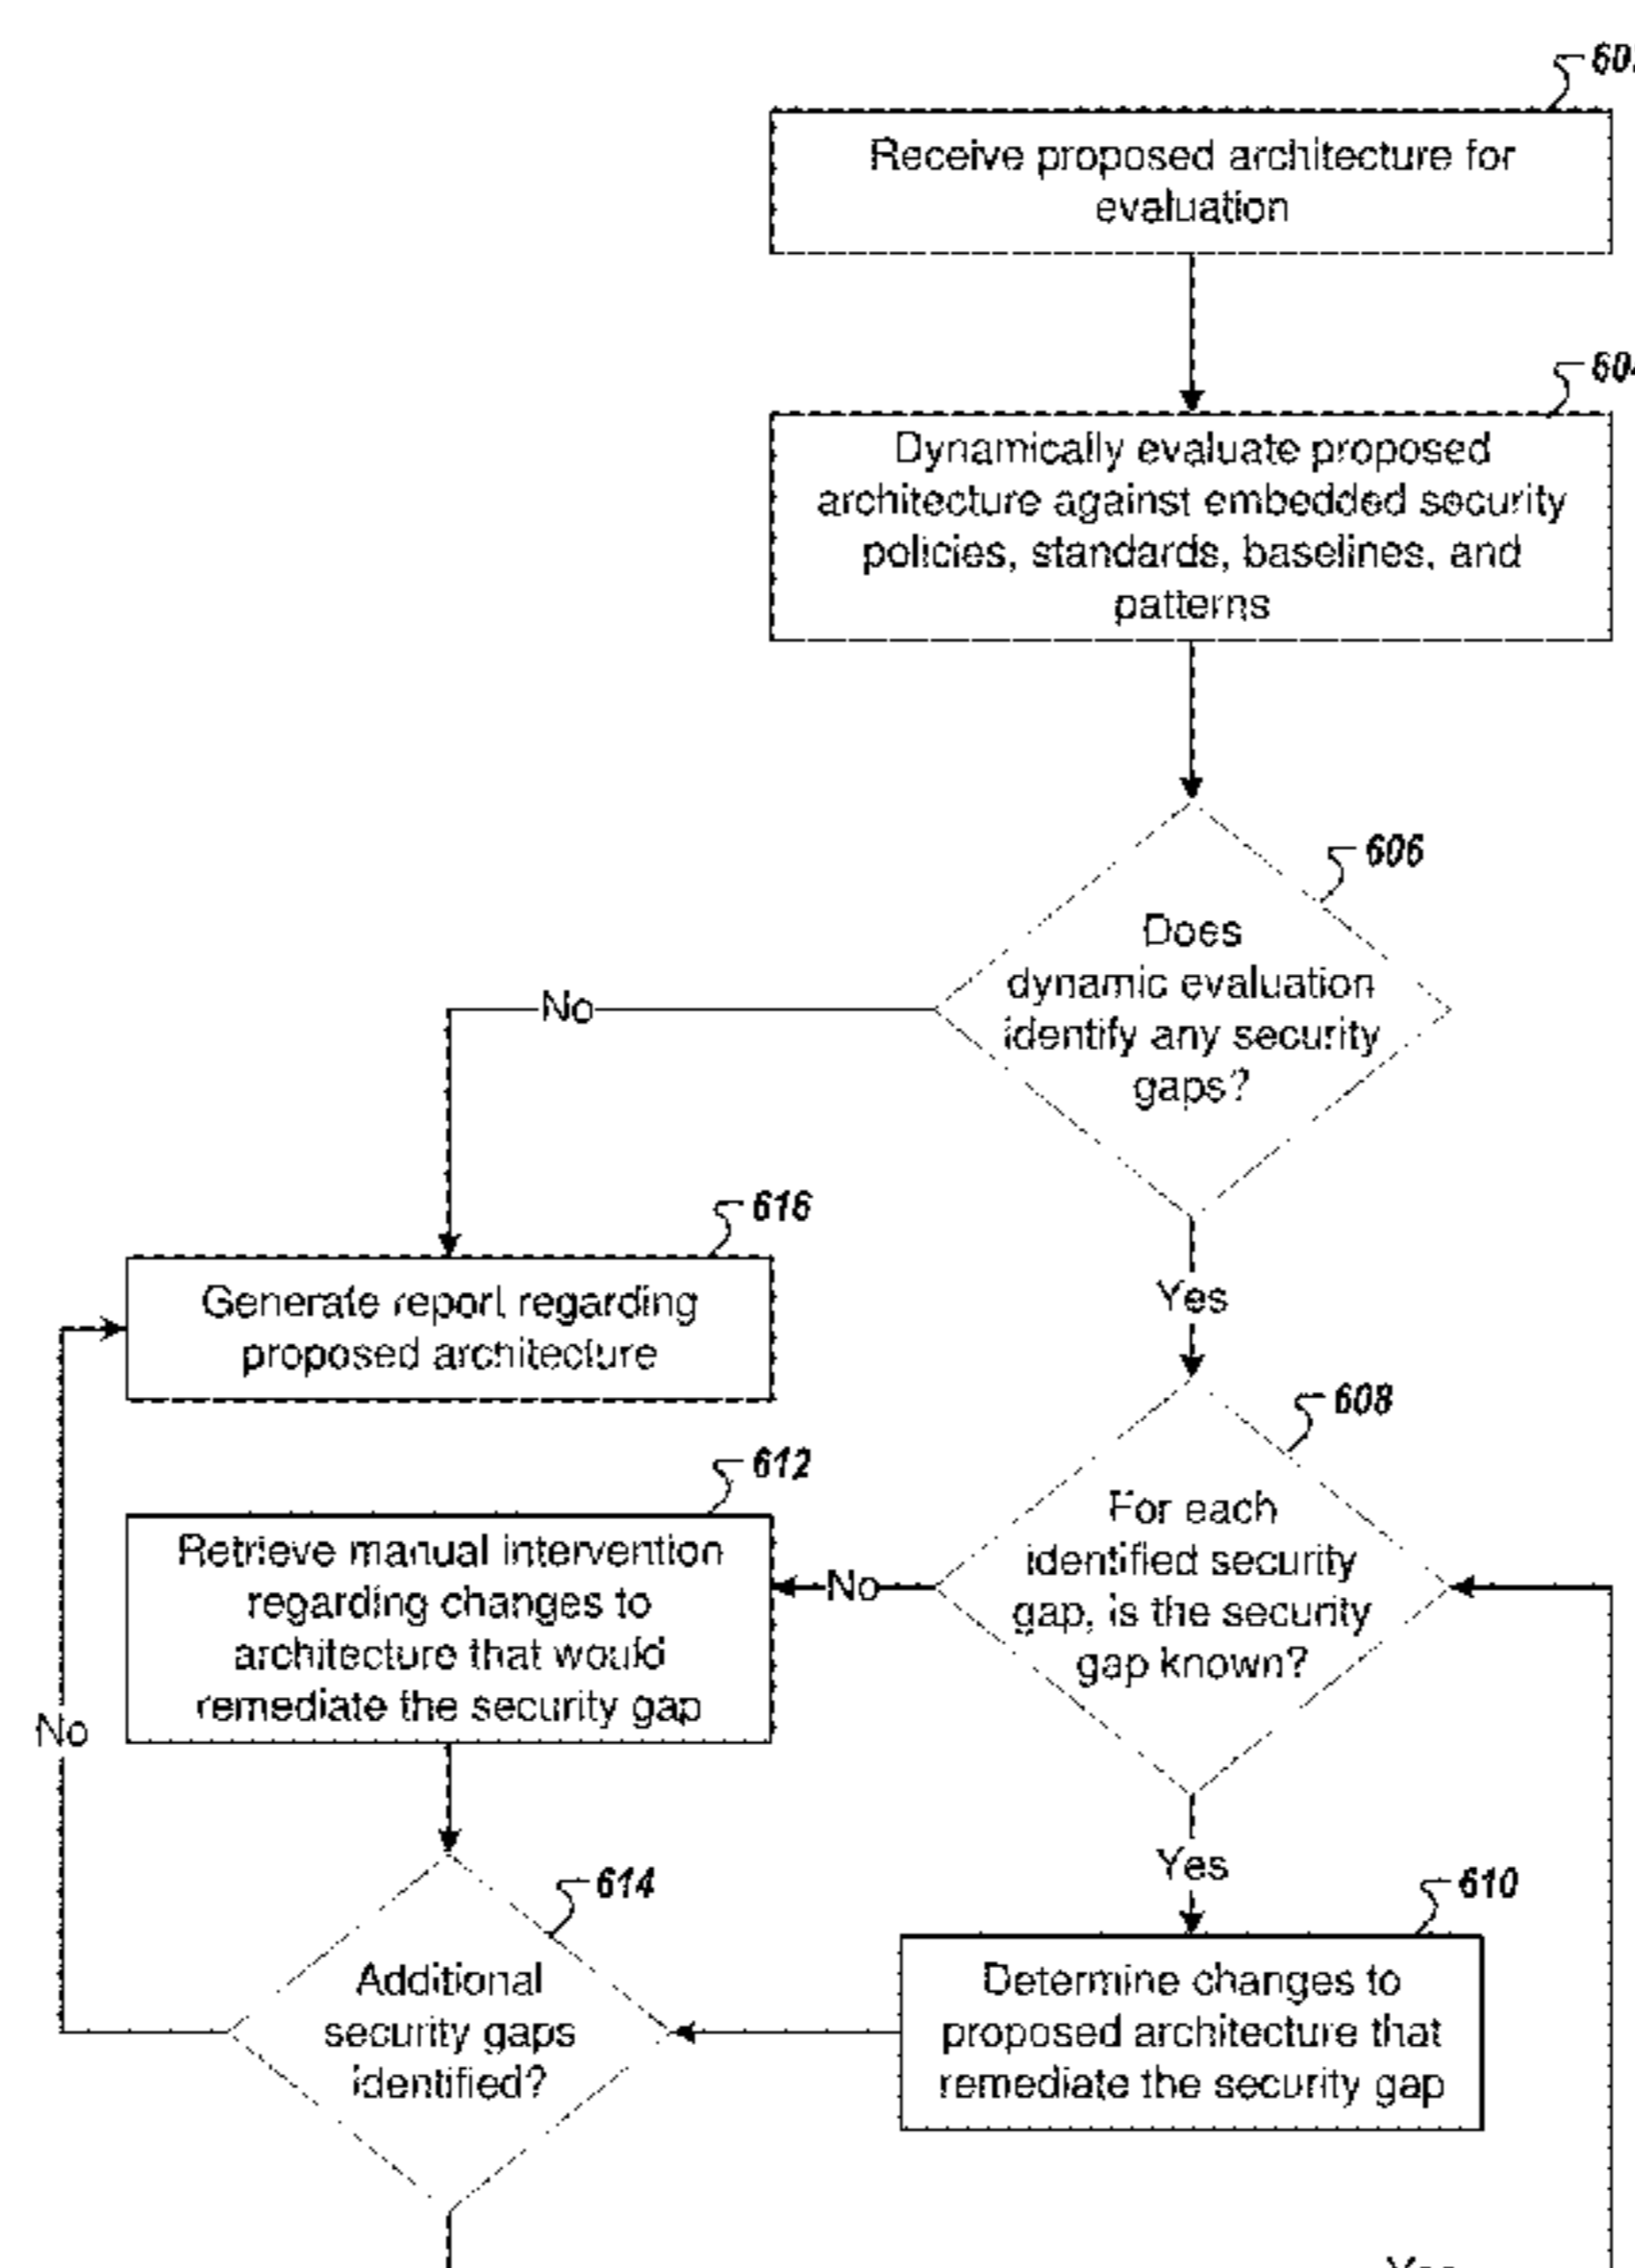 Receive proposed architecture for
evaluation
Dynamically evaluate proposed
architecture against embedded security
policies, standards, baselines, and
patterns
606
Does
dynamic evaluation
identify any security
gaps?
No
Yes
616
Generate report regarding
proposed architecture
608
For each
identified security
gap, is the security
gap known?
No
612
Retrieve manual intervention
regarding changes to
architecture that would
remediate the security gap
No
Yes
614
Additional
security gaps
identified?
610
Determine changes to
proposed architecture that
remediate the security gap